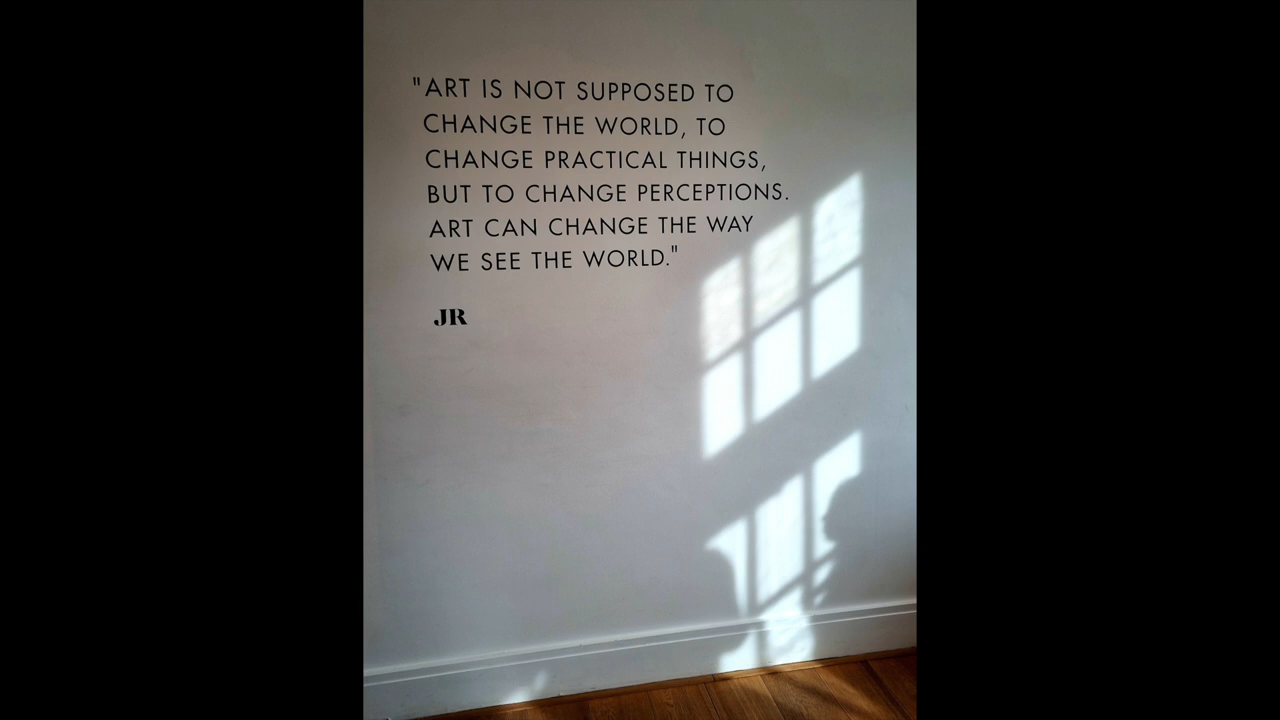 "ART IS NOT SUPPOSED TO
CHANGE THE WORLD, TO
CHANGE PRACTICAL THINGS,
BUT TO CHANGE PERCEPTIONS.
ART CAN CHANGE THE WAY
WE SEE THE WORLD."
JR